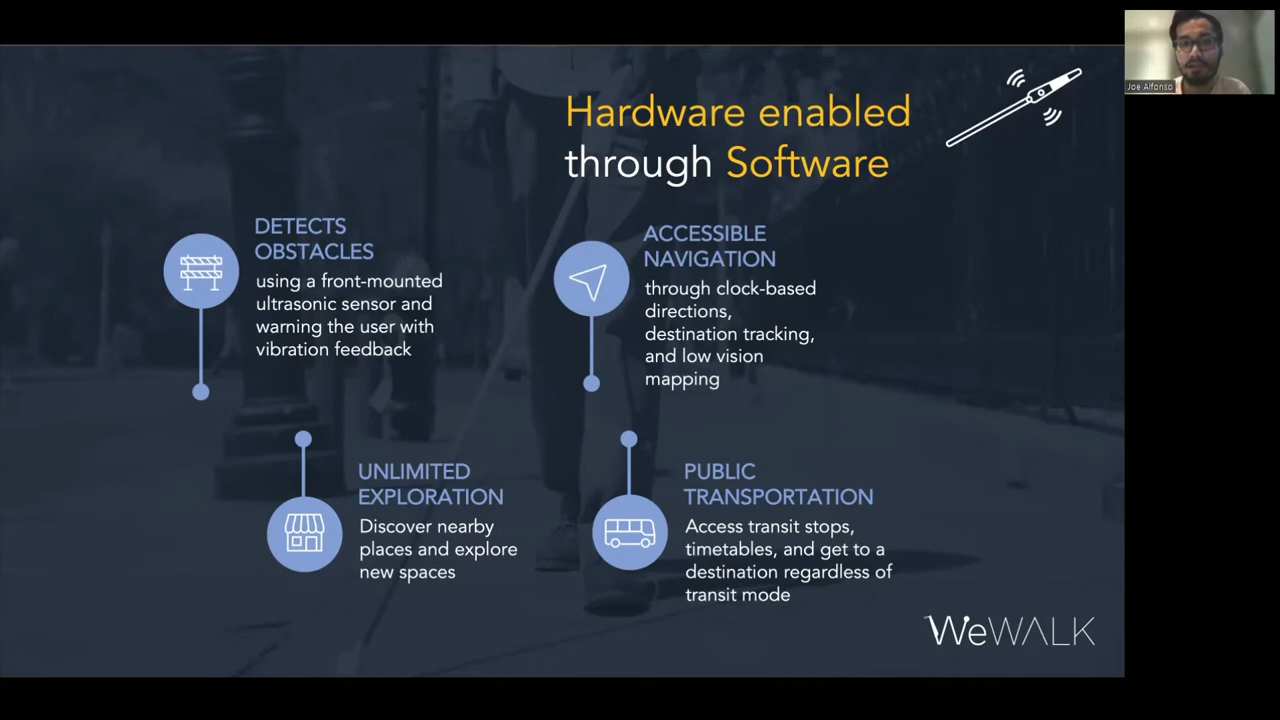 Hardware enabled
through Software
DETECTS
OBSTACLES
using a front-mounted
ultrasonic sensor and
warning the user with
vibration feedback
ACCESSIBLE
NAVIGATION
through clock-based
directions,
destination tracking,
and low vision
mapping
UNLIMITED
EXPLORATION
Discover nearby
places and explore
new spaces
PUBLIC
TRANSPORTATION
Access transit stops,
timetables, and get to a
destination regardless of
transit mode
WeWALK
Joe Alfonso